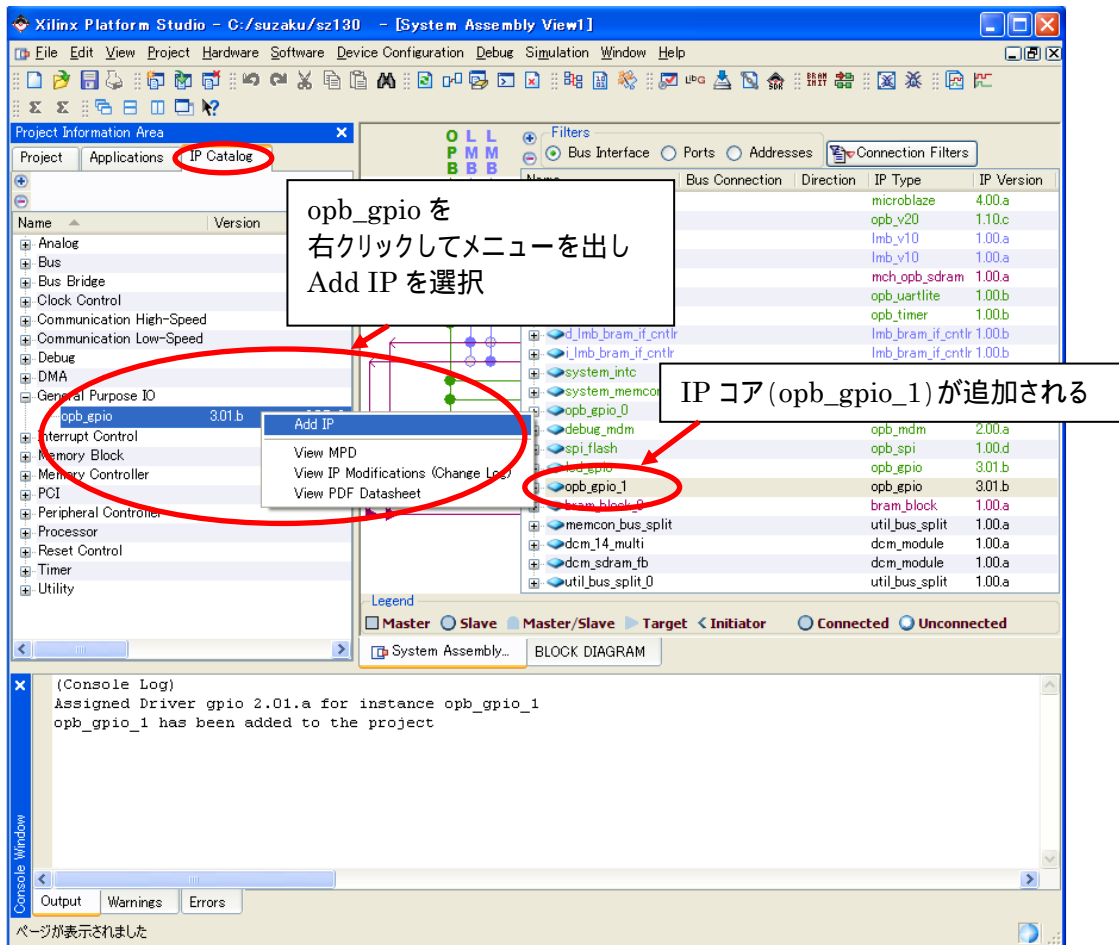 Xilinx Platform Studio - C:/suzaku/sz130 - [System Assembly View1]
File Edit View Project Hardware Software Device Configuration Debug Simulation Window Help
Project Information Area
Project Applications IP Catalog
Name Version
Analog
Bus
Bus Bridge
Clock Control
Communication High-Speed
Communication Low-Speed
Debug
DMA
General Purpose IO
opb_gpio 3.01.b
Interrupt Control
Memory Block
Memory Controller
PCI
Peripheral Controller
Processor
Reset Control
Timer
Utility
opb_gpio を
右クリックしてメニューを出し
Add IP を選択
Add IP
View MPD
View IP Modifications (Change Log)
View PDF Datasheet
O L L
P M M
B B B
Filters
Bus Interface Ports Addresses Connection Filters
Name Bus Connection Direction IP Type IP Version
microblaze 4.00.a
opb_v20 1.10.c
lmb_v10 1.00.a
lmb_v10 1.00.a
mch_opb_sdram 1.00.a
opb_uartlite 1.00.b
opb_timer 1.00.b
d_lmb_bram_if_cntlr lmb_bram_if_cntlr 1.00.b
i_lmb_bram_if_cntlr lmb_bram_if_cntlr 1.00.b
system_intc
system_memcon
opb_gpio_0
debug_mdm opb_mdm 2.00.a
spi_flash opb_spi 1.00.d
led_gpio opb_gpio 3.01.b
opb_gpio_1 opb_gpio 3.01.b
bram_block_0 bram_block 1.00.a
memcon_bus_split util_bus_split 1.00.a
dcm_14_multi dcm_module 1.00.a
dcm_sdram_fb dcm_module 1.00.a
util_bus_split_0 util_bus_split 1.00.a
IP コア(opb_gpio_1)が追加される
Legend
Master Slave Master/Slave Target Initiator Connected Unconnected
System Assembly... BLOCK DIAGRAM
(Console Log)
Assigned Driver gpio 2.01.a for instance opb_gpio_1
opb_gpio_1 has been added to the project
Console Window
Output Warnings Errors
ページが表示されました